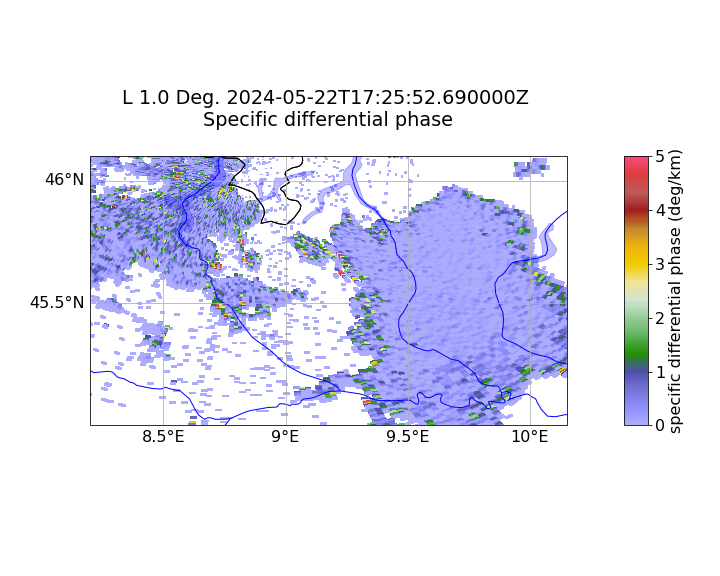 L 1.0 Deg. 2024-05-22T17:25:52.690000Z
Specific differential phase
46°N
45.5°N
8.5°E
9°E
9.5°E
10°E
5
4
3
2
1
0
specific differential phase (deg/km)